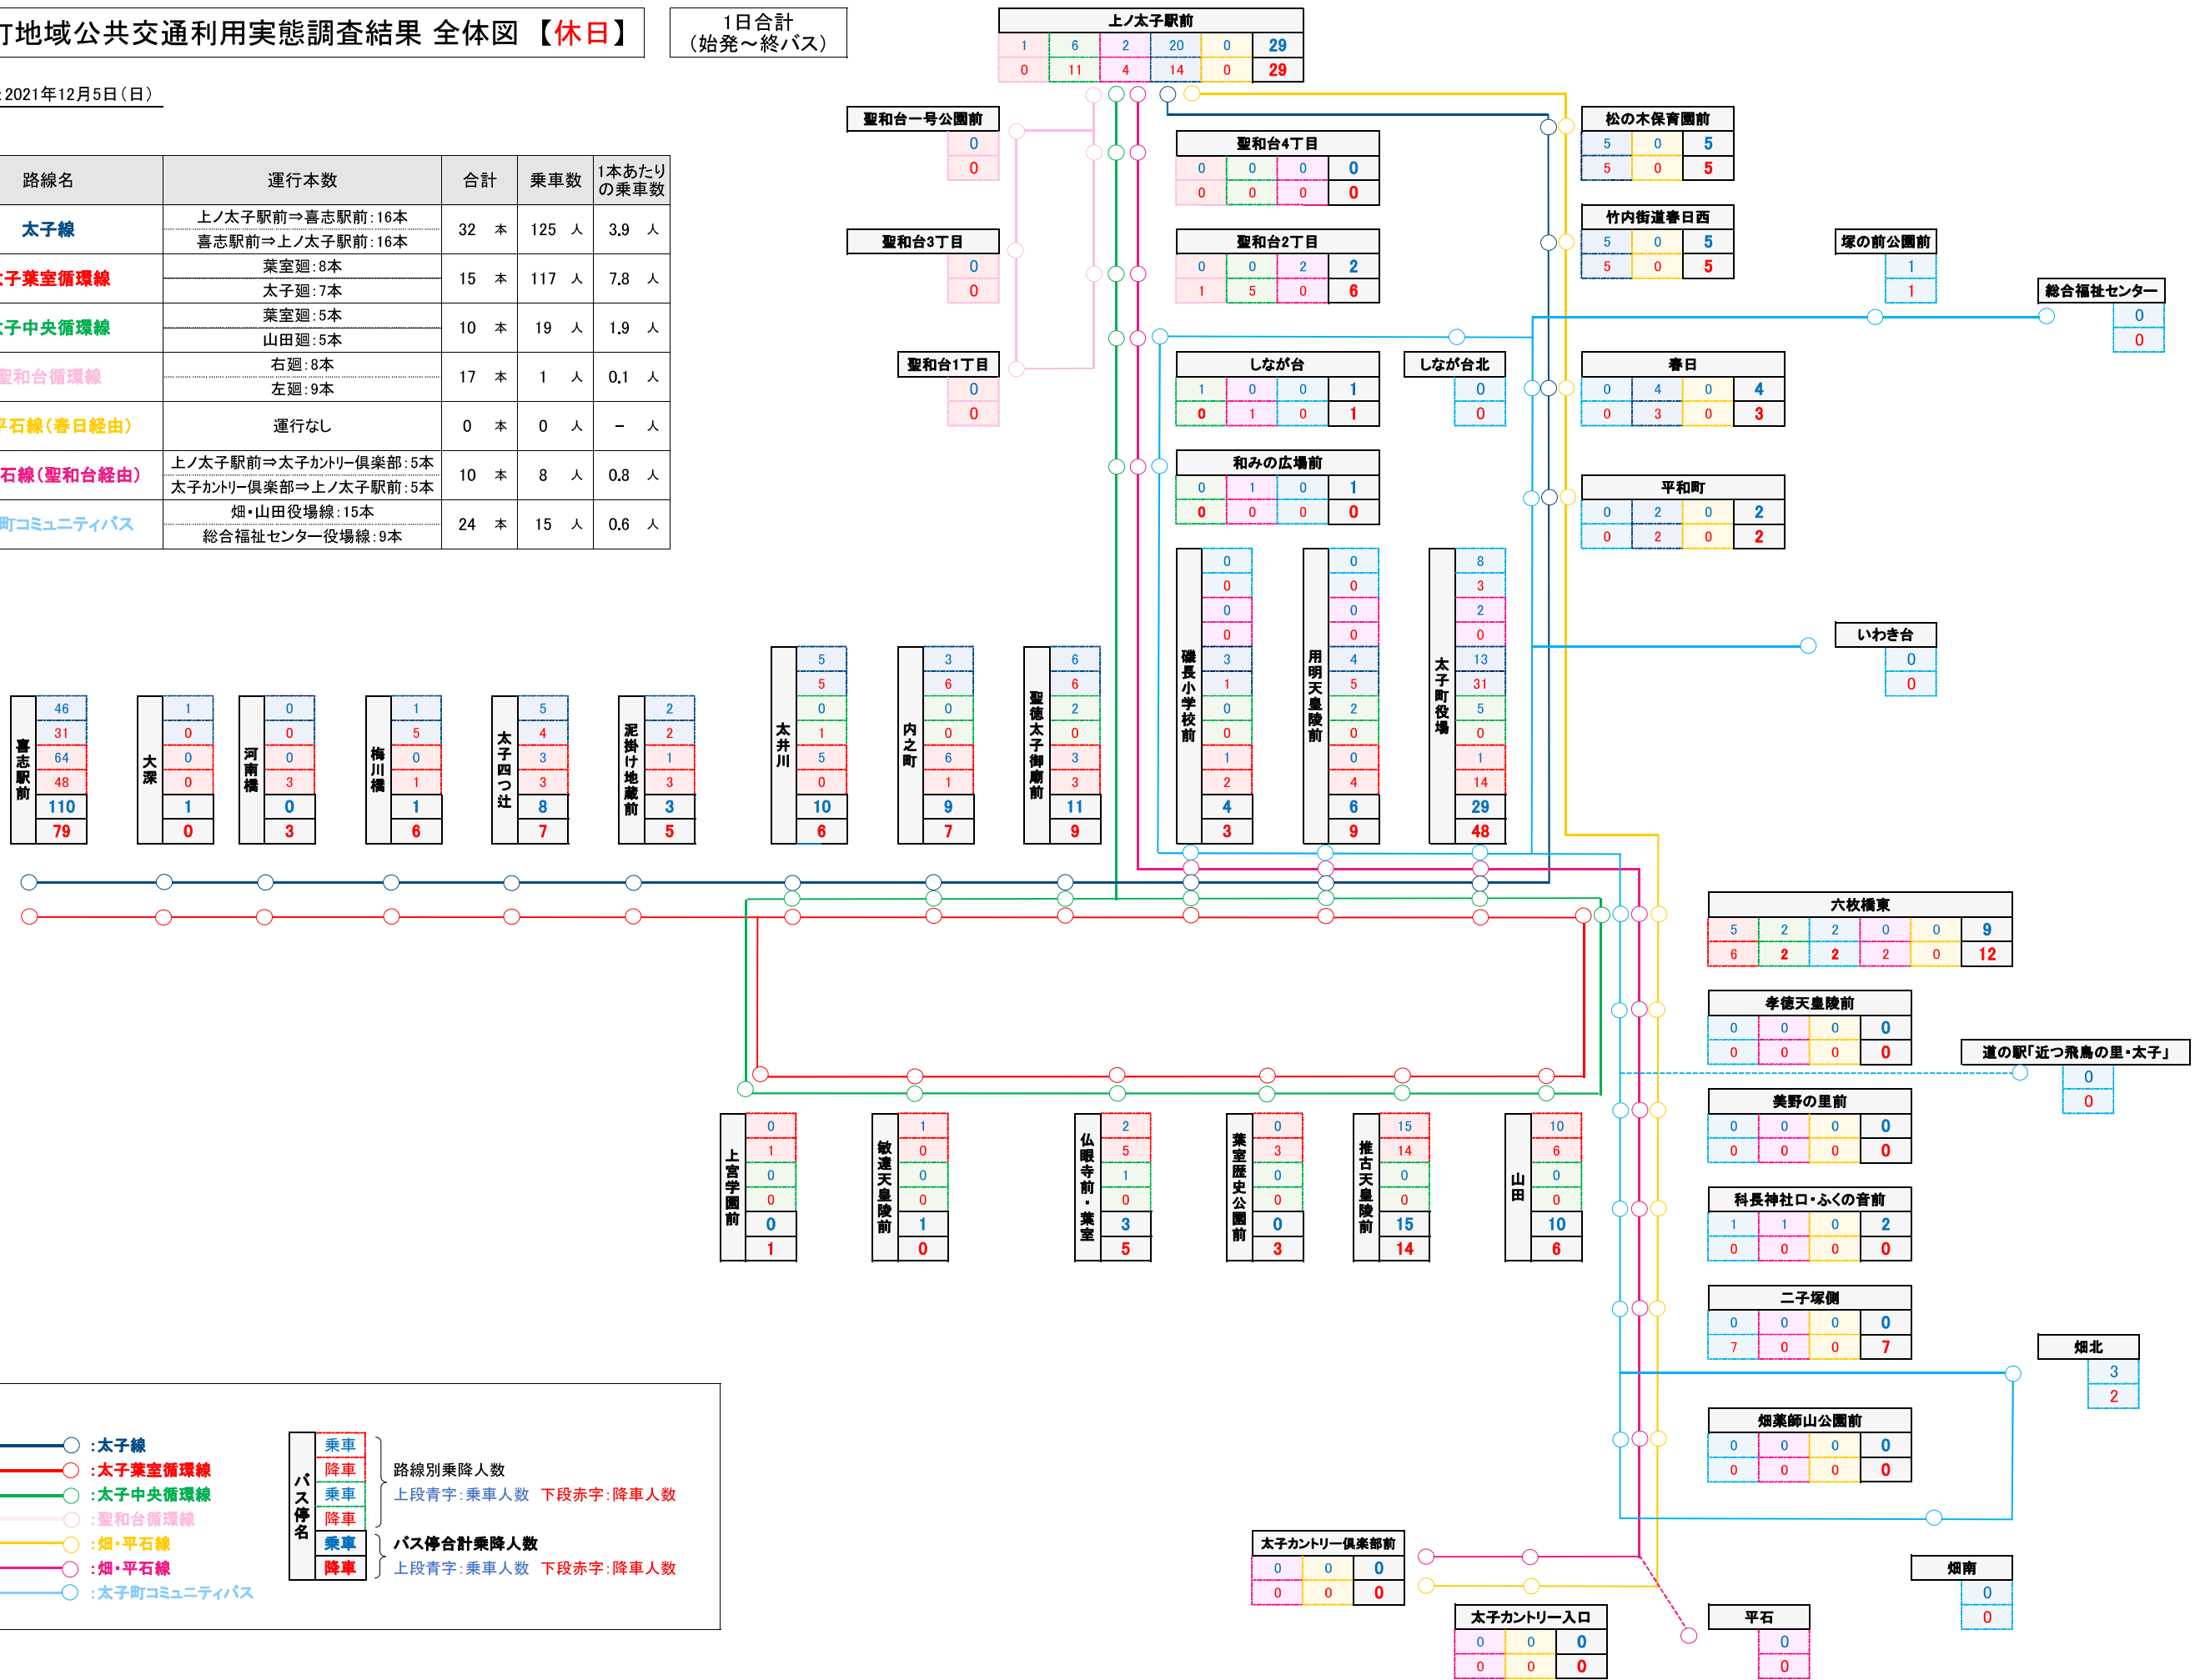 町地域公共交通利用実態調査結果 全体図 【休日】
1日合計
(始発～終バス)
:2021年12月5日(日)
路線名 運行本数 合計 乗車数 1本あたりの乗車数
太子線 上ノ太子駅前⇒喜志駅前:16本 32 本 125 人 3.9 人
喜志駅前⇒上ノ太子駅前:16本
太子葉室循環線 葉室廻:8本 15 本 117 人 7.8 人
太子廻:7本
太子中央循環線 葉室廻:5本 10 本 19 人 1.9 人
山田廻:5本
聖和台循環線 右廻:8本 17 本 1 人 0.1 人
左廻:9本
平石線(春日経由) 運行なし 0 本 0 人 - 人
石線(聖和台経由) 上ノ太子駅前⇒太子カントリー倶楽部:5本 10 本 8 人 0.8 人
太子カントリー倶楽部⇒上ノ太子駅前:5本
町コミュニティバス 畑・山田役場線:15本 24 本 15 人 0.6 人
総合福祉センター役場線:9本
上ノ太子駅前
1 6 2 20 0 29
0 11 4 14 0 29
聖和台一号公園前
0
0
聖和台3丁目
0
0
聖和台1丁目
0
0
聖和台4丁目
0 0 0 0
0 0 0 0
聖和台2丁目
0 0 2 2
1 5 0 6
しなが台
1 0 0 1
0 1 0 1
しなが台北
0
0
和みの広場前
0 1 0 1
0 0 0 0
松の木保育園前
5 0 5
5 0 5
竹内街道春日西
5 0 5
5 0 5
塚の前公園前
1
1
総合福祉センター
0
0
春日
0 4 0 4
0 3 0 3
平和町
0 2 0 2
0 2 0 2
いわき台
0
0
喜志駅前
46
31
64
48
110
79
大深
1
0
0
0
1
0
河南橋
0
0
0
3
0
3
梅川橋
1
5
0
1
1
6
太子四つ辻
5
4
3
3
8
7
泥掛け地蔵前
2
2
1
3
3
5
太井川
5
5
0
1
5
0
10
6
内之町
3
6
0
0
6
1
9
7
聖徳太子御廟前
6
6
2
0
3
3
11
9
磯長小学校前
0
0
0
0
3
1
0
0
1
2
4
3
用明天皇陵前
0
0
0
0
4
5
2
0
0
4
6
9
太子町役場
8
3
2
0
13
31
5
0
1
14
29
48
六枚橋東
5 2 2 0 0 9
6 2 2 2 0 12
孝徳天皇陵前
0 0 0 0
0 0 0 0
道の駅「近つ飛鳥の里・太子」
0
0
美野の里前
0 0 0 0
0 0 0 0
科長神社口・ふくの音前
1 1 0 2
0 0 0 0
二子塚側
0 0 0 0
7 0 0 7
畑北
3
2
畑薬師山公園前
0 0 0 0
0 0 0 0
畑南
0
0
上宮学園前
0
1
0
0
0
1
敏達天皇陵前
1
0
0
0
1
0
仏眼寺前・葉室
2
5
1
0
3
5
葉室歴史公園前
0
3
0
0
0
3
推古天皇陵前
15
14
0
0
15
14
山田
10
6
0
0
10
6
太子カントリー倶楽部前
0 0 0
0 0 0
太子カントリー入口
0 0 0
0 0 0
平石
0
0
:太子線
:太子葉室循環線
:太子中央循環線
:聖和台循環線
:畑・平石線
:畑・平石線
:太子町コミュニティバス
バス停名
乗車
降車
乗車
降車
乗車
降車
路線別乗降人数
上段青字:乗車人数 下段赤字:降車人数
バス停合計乗降人数
上段青字:乗車人数 下段赤字:降車人数